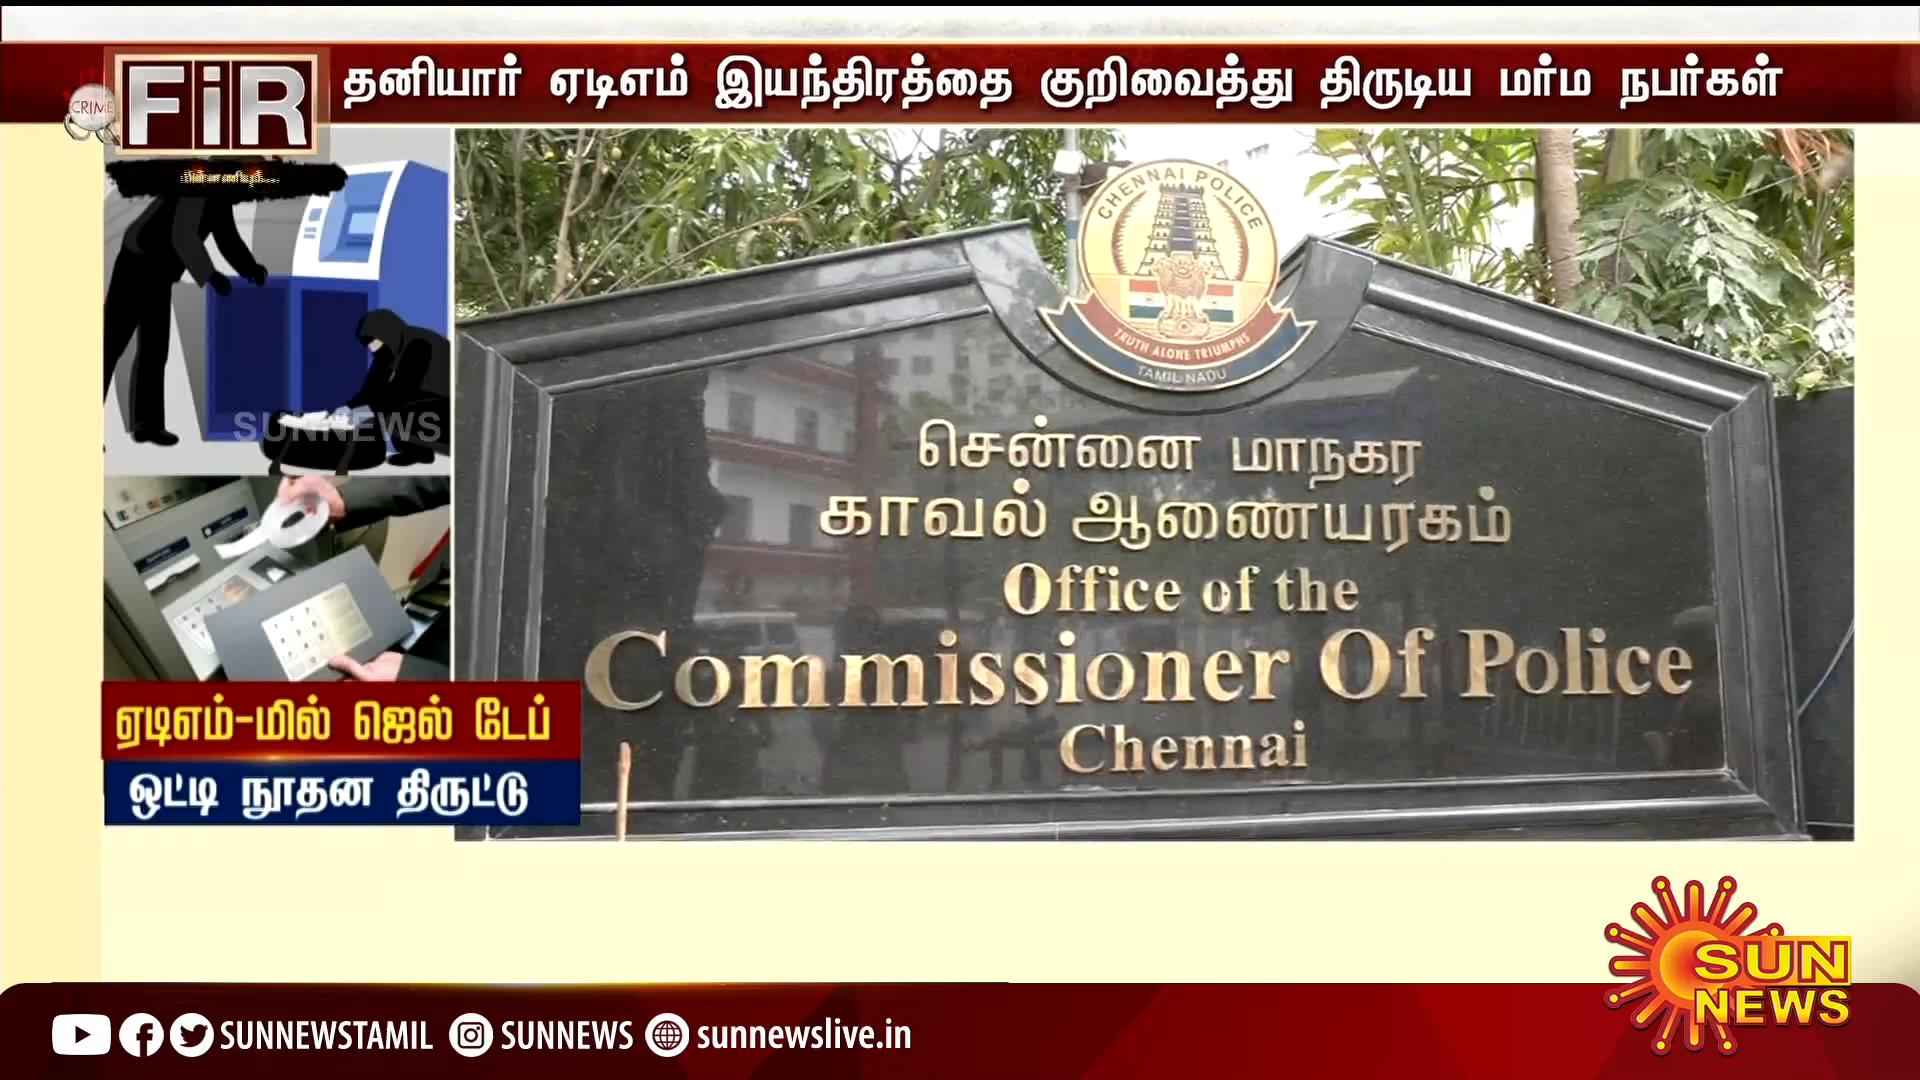 CRIME
FiR
தனியார் ஏடிஎம் இயந்திரத்தை குறிவைத்து திருடிய மர்ம நபர்கள்
SUNNEWS
ஏடிஎம்-மில் ஜெல் டேப்
ஒட்டி நூதன திருட்டு
CHENNAI POLICE
TRUTH ALONE TRIUMPHS
TAMIL NADU
சென்னை மாநகர
காவல் ஆணையரகம்
Office of the
Commissioner Of Police
Chennai
SUN
NEWS
SUNNEWSTAMIL SUNNEWS sunnewslive.in